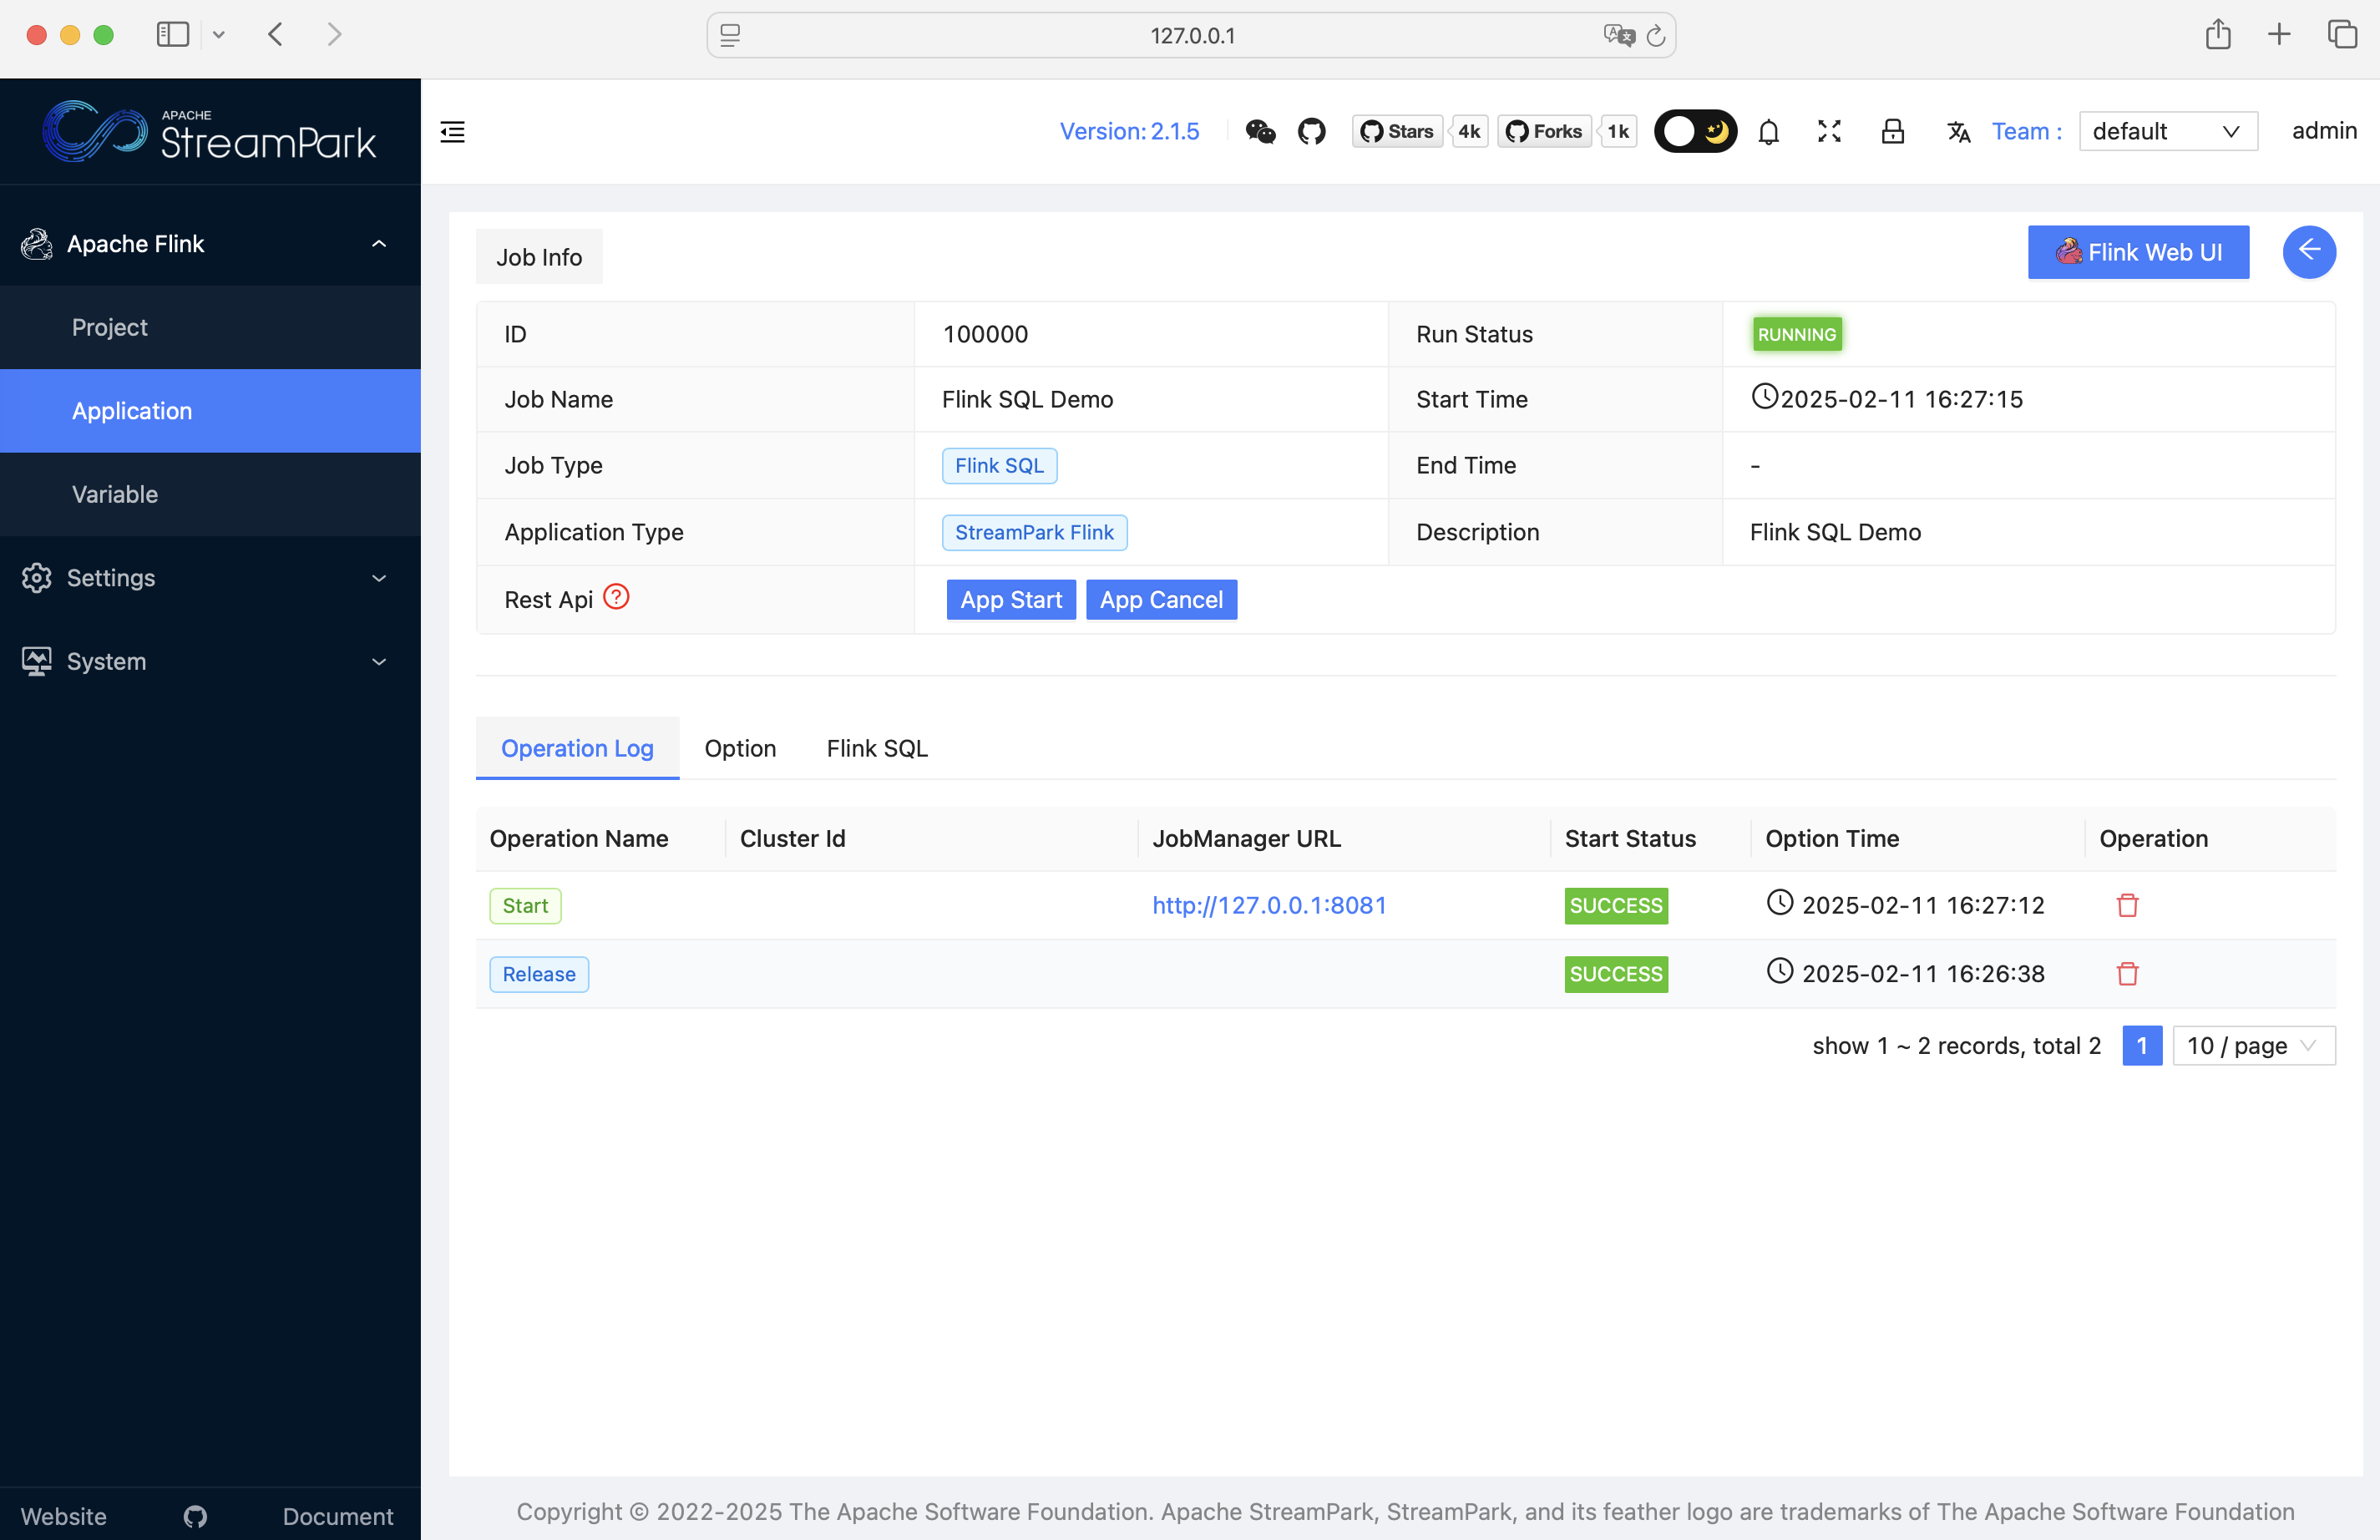 127.0.0.1
APACHE
StreamPark
Version: 2.1.5
Stars 4k Forks 1k
Team : default admin
Apache Flink
Project
Application
Variable
Settings
System
Website Document
Job Info
Flink Web UI
ID 100000 Run Status RUNNING
Job Name Flink SQL Demo Start Time 2025-02-11 16:27:15
Job Type Flink SQL End Time -
Application Type StreamPark Flink Description Flink SQL Demo
Rest Api ? App Start App Cancel
Operation Log Option Flink SQL
Operation Name Cluster Id JobManager URL Start Status Option Time Operation
Start http://127.0.0.1:8081 SUCCESS 2025-02-11 16:27:12
Release SUCCESS 2025-02-11 16:26:38
show 1 ~ 2 records, total 2 1 10 / page
Copyright © 2022-2025 The Apache Software Foundation. Apache StreamPark, StreamPark, and its feather logo are trademarks of The Apache Software Foundation